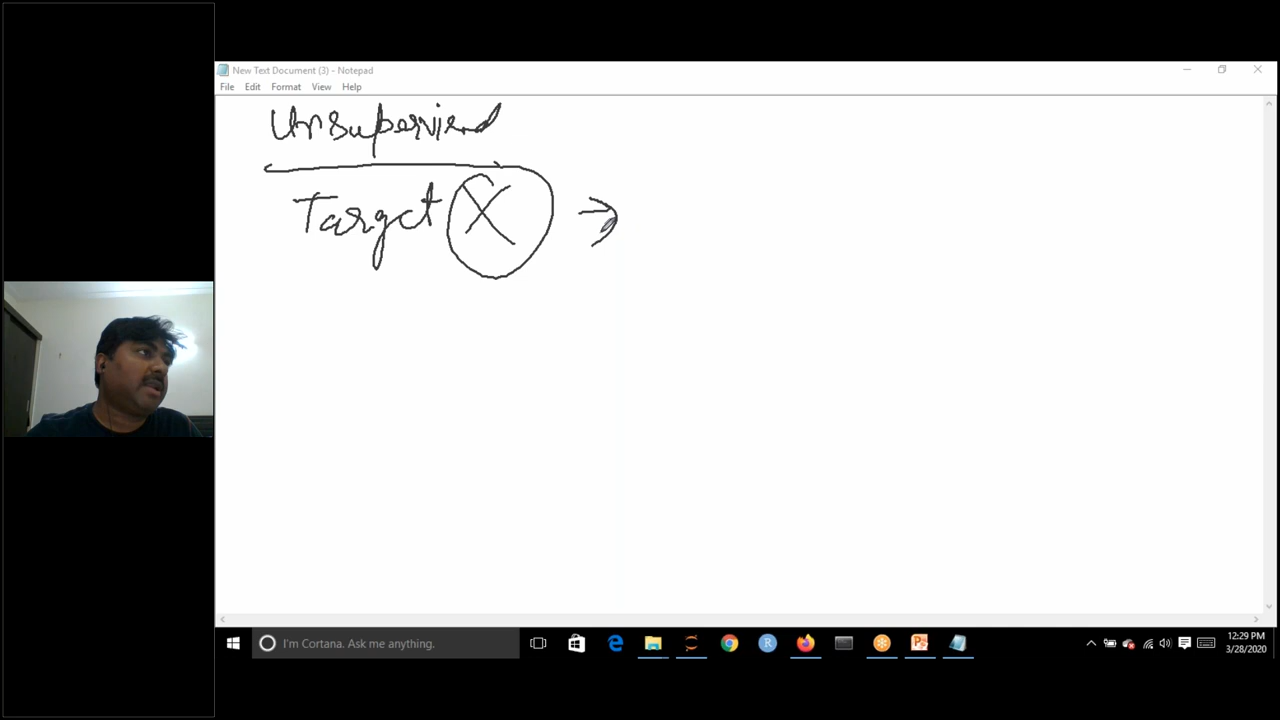 New Text Document (3) - Notepad
File Edit Format View Help
Unsupervised
Target X →
I'm Cortana. Ask me anything.
12:29 PM
3/28/2020